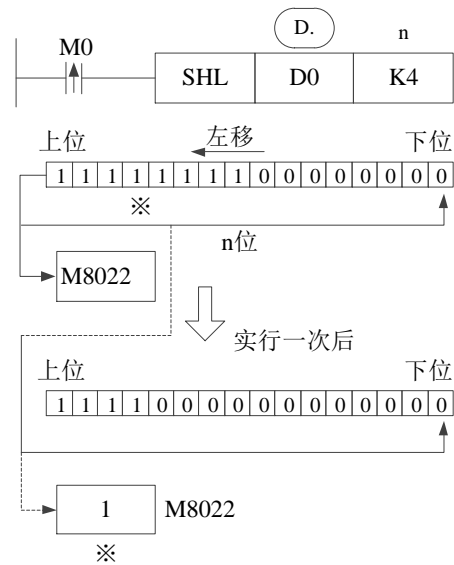 D. n
M0
SHL D0 K4
上位 左移 下位
1 1 1 1 1 1 1 1 0 0 0 0 0 0 0 0
※
n位
M8022
实行一次后
上位 下位
1 1 1 1 0 0 0 0 0 0 0 0 0 0 0 0
1 M8022
※